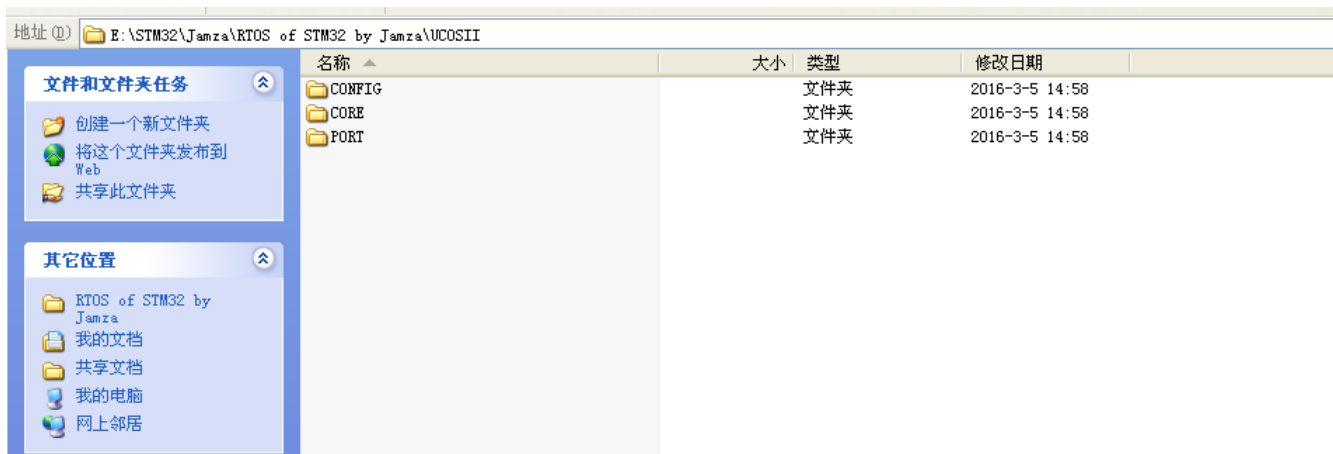 地址(D) E:\STM32\Jamza\RTOS of STM32 by Jamza\UCOSII
名称 大小 类型 修改日期
文件和文件夹任务
创建一个新文件夹
将这个文件夹发布到
Web
共享此文件夹
其它位置
RTOS of STM32 by
Jamza
我的文档
共享文档
我的电脑
网上邻居
CONFIG 文件夹 2016-3-5 14:58
CORE 文件夹 2016-3-5 14:58
PORT 文件夹 2016-3-5 14:58